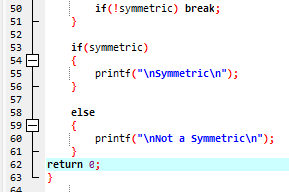 50 if(!symmetric) break;
51 }
52
53 if(symmetric)
54 {
55 printf("\nSymmetric\n");
56 }
57
58 else
59 {
60 printf("\nNot a Symmetric\n");
61 }
62 return 0;
63 }
64